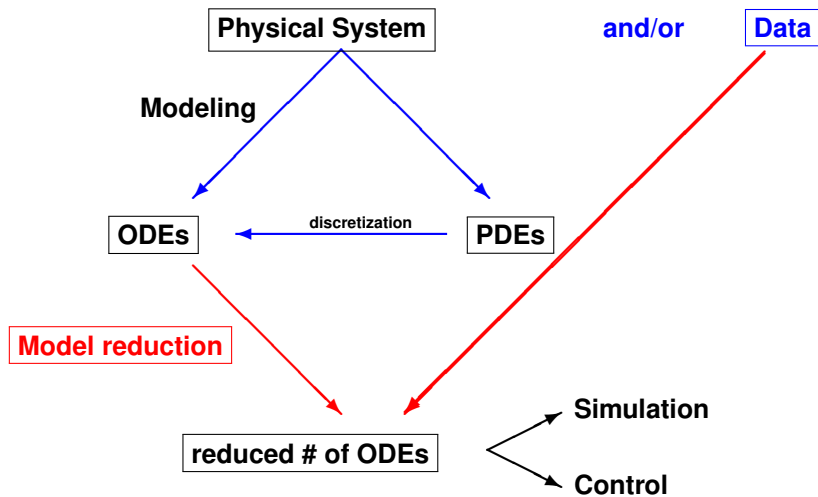 Physical System and/or Data
Modeling
ODEs discretization PDEs
Model reduction
Simulation
reduced # of ODEs
Control